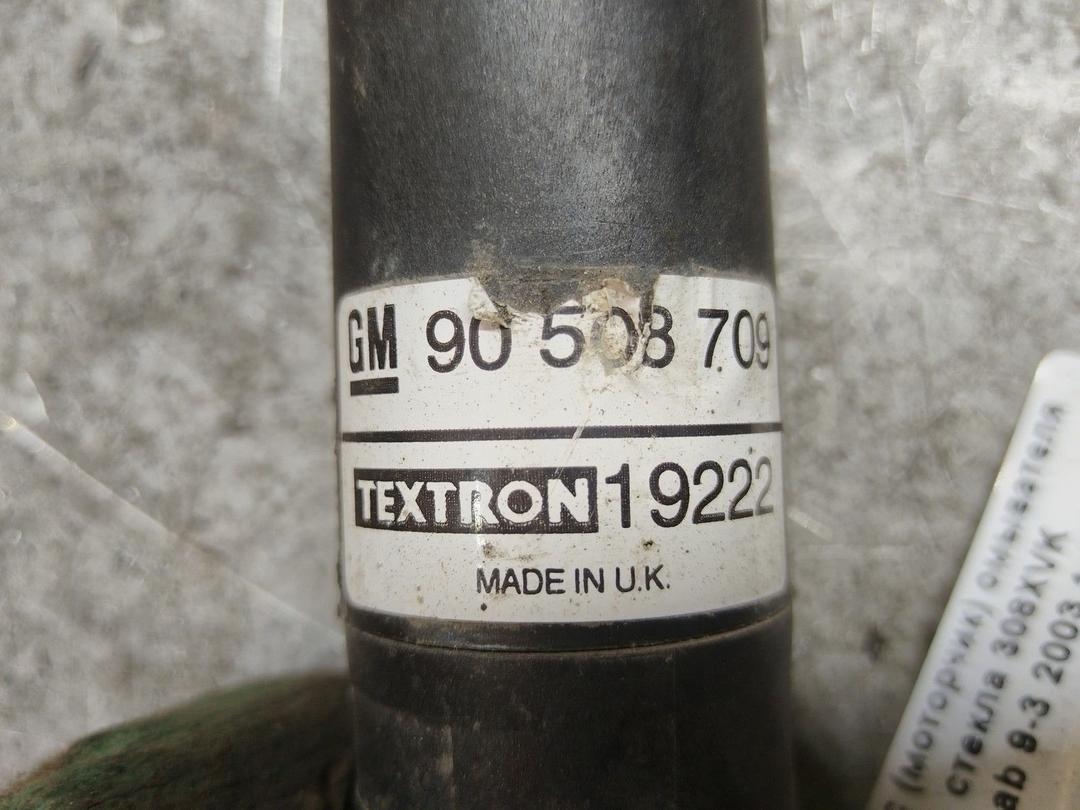 GM 90 508 709
TEXTRON 19222
MADE IN U.K.
(моторчик) омывателя
стекла 308XVK
ab 9-3 2003